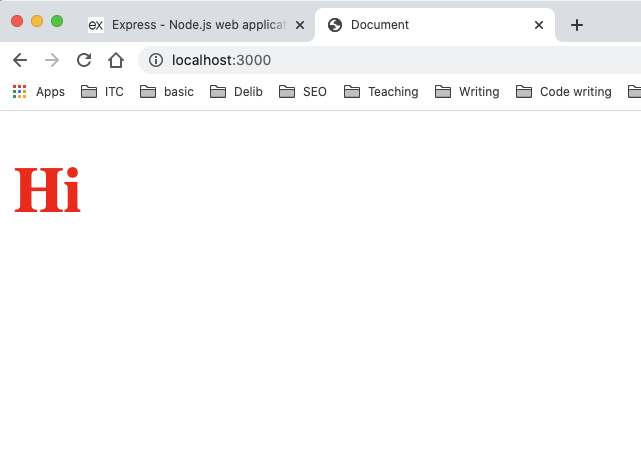 ex Express - Node.js web applicat Document
localhost:3000
Apps ITC basic Delib SEO Teaching Writing Code writing
Hi